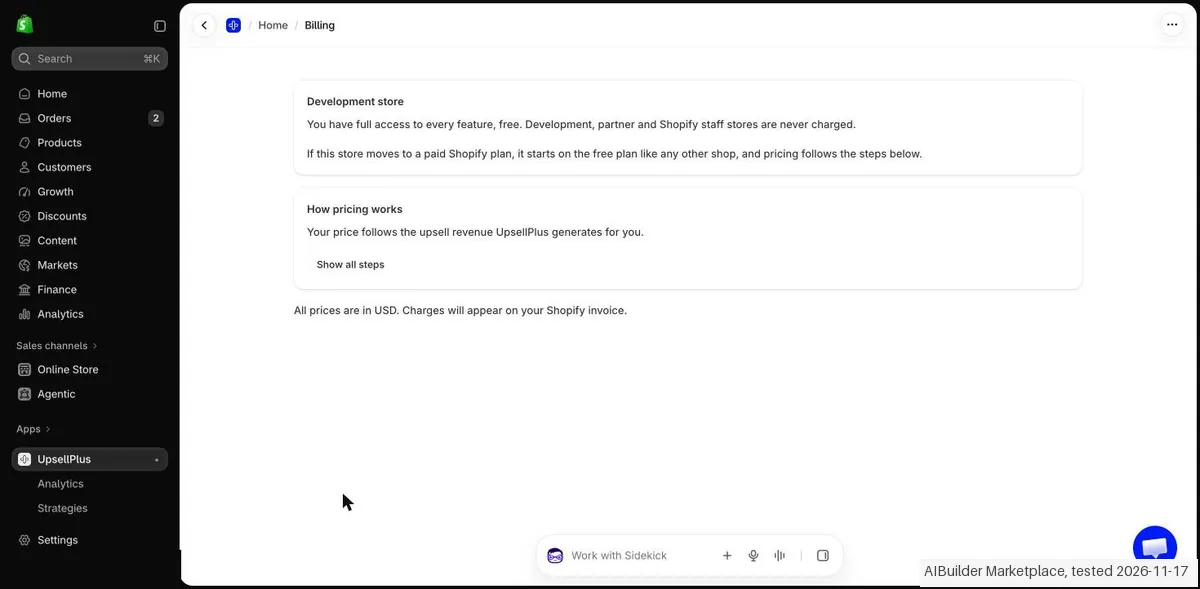 Home / Billing
Search ⌘K
Home
Orders 2
Products
Customers
Growth
Discounts
Content
Markets
Finance
Analytics
Sales channels
Online Store
Agentic
Apps
UpsellPlus
Analytics
Strategies
Settings
Development store
You have full access to every feature, free. Development, partner and Shopify staff stores are never charged.
If this store moves to a paid Shopify plan, it starts on the free plan like any other shop, and pricing follows the steps below.
How pricing works
Your price follows the upsell revenue UpsellPlus generates for you.
Show all steps
All prices are in USD. Charges will appear on your Shopify invoice.
Work with Sidekick
AIBuilder Marketplace, tested 2026-11-17